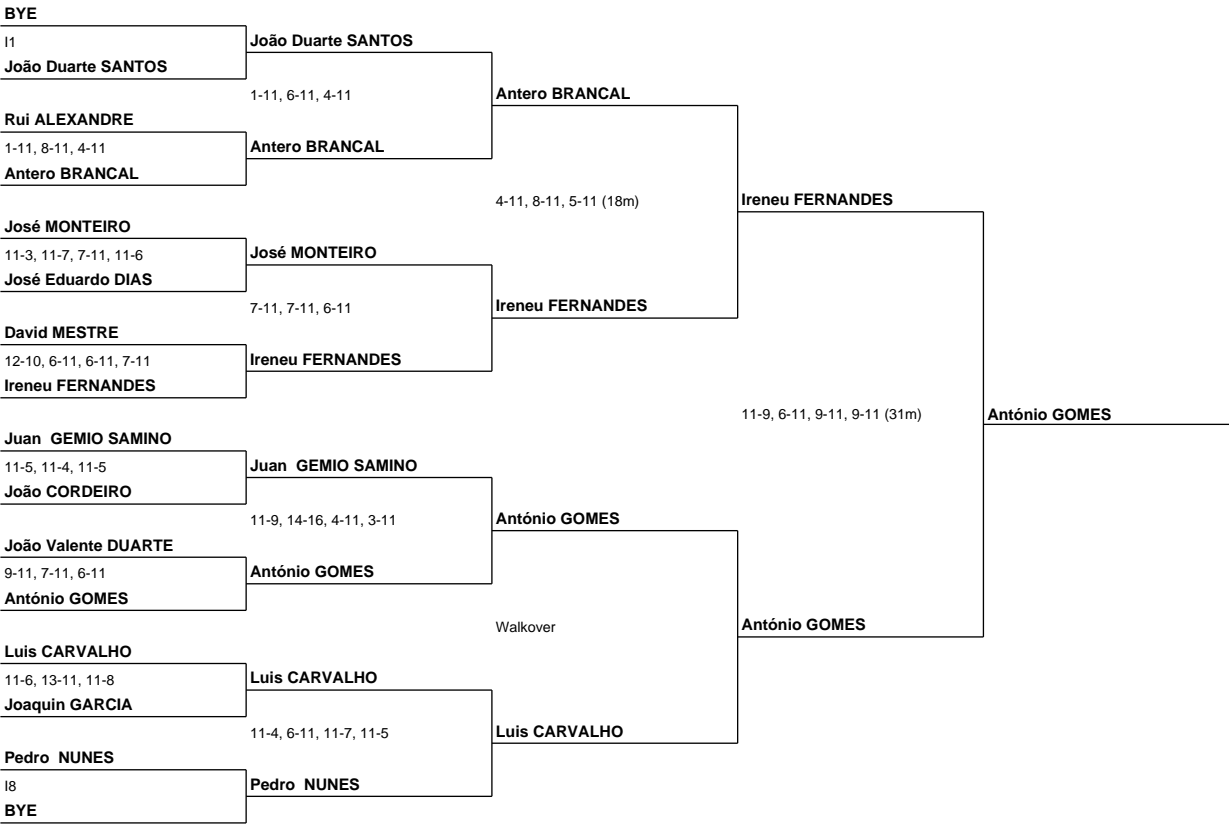 BYE
I1
João Duarte SANTOS
João Duarte SANTOS
1-11, 6-11, 4-11
Antero BRANCAL
Rui ALEXANDRE
1-11, 8-11, 4-11
Antero BRANCAL
Antero BRANCAL
4-11, 8-11, 5-11 (18m)
Ireneu FERNANDES
José MONTEIRO
11-3, 11-7, 7-11, 11-6
José MONTEIRO
José Eduardo DIAS
7-11, 7-11, 6-11
Ireneu FERNANDES
David MESTRE
12-10, 6-11, 6-11, 7-11
Ireneu FERNANDES
Ireneu FERNANDES
11-9, 6-11, 9-11, 9-11 (31m)
António GOMES
Juan  GEMIO SAMINO
11-5, 11-4, 11-5
Juan  GEMIO SAMINO
João CORDEIRO
11-9, 14-16, 4-11, 3-11
António GOMES
João Valente DUARTE
9-11, 7-11, 6-11
António GOMES
António GOMES
Walkover
António GOMES
Luis CARVALHO
11-6, 13-11, 11-8
Luis CARVALHO
Joaquin GARCIA
11-4, 6-11, 11-7, 11-5
Luis CARVALHO
Pedro  NUNES
I8
Pedro  NUNES
BYE